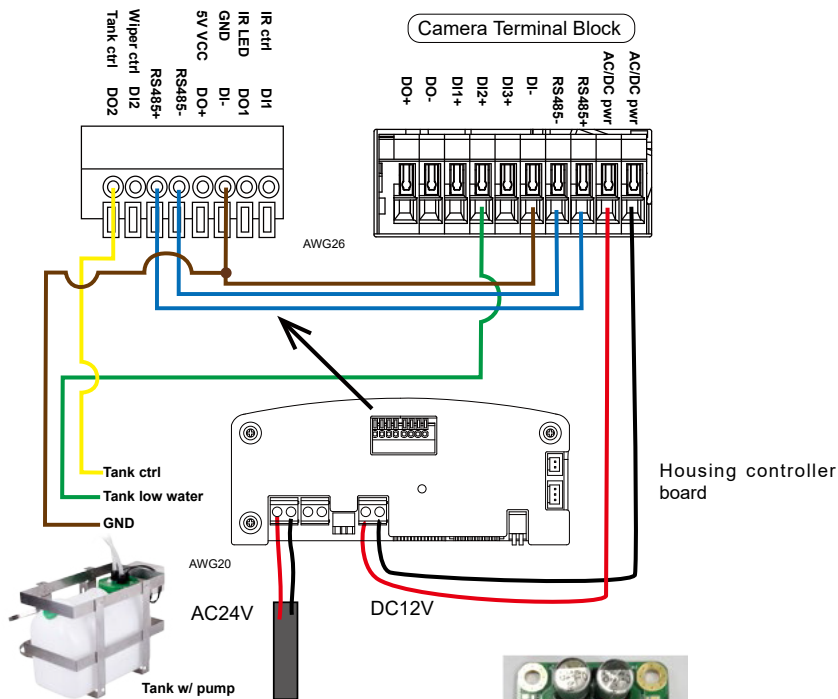 Tank ctrl DO2
Wiper ctrl DI2
RS485+
RS485-
5V VCC DO+
GND DI-
IR LED DO1
IR ctrl DI1
Camera Terminal Block
DO+
DO-
DI1+
DI2+
DI3+
DI-
RS485-
RS485+
AC/DC pwr
AC/DC pwr
AWG26
Tank ctrl
Tank low water
GND
Housing controller
board
AWG20
AC24V
DC12V
Tank w/ pump